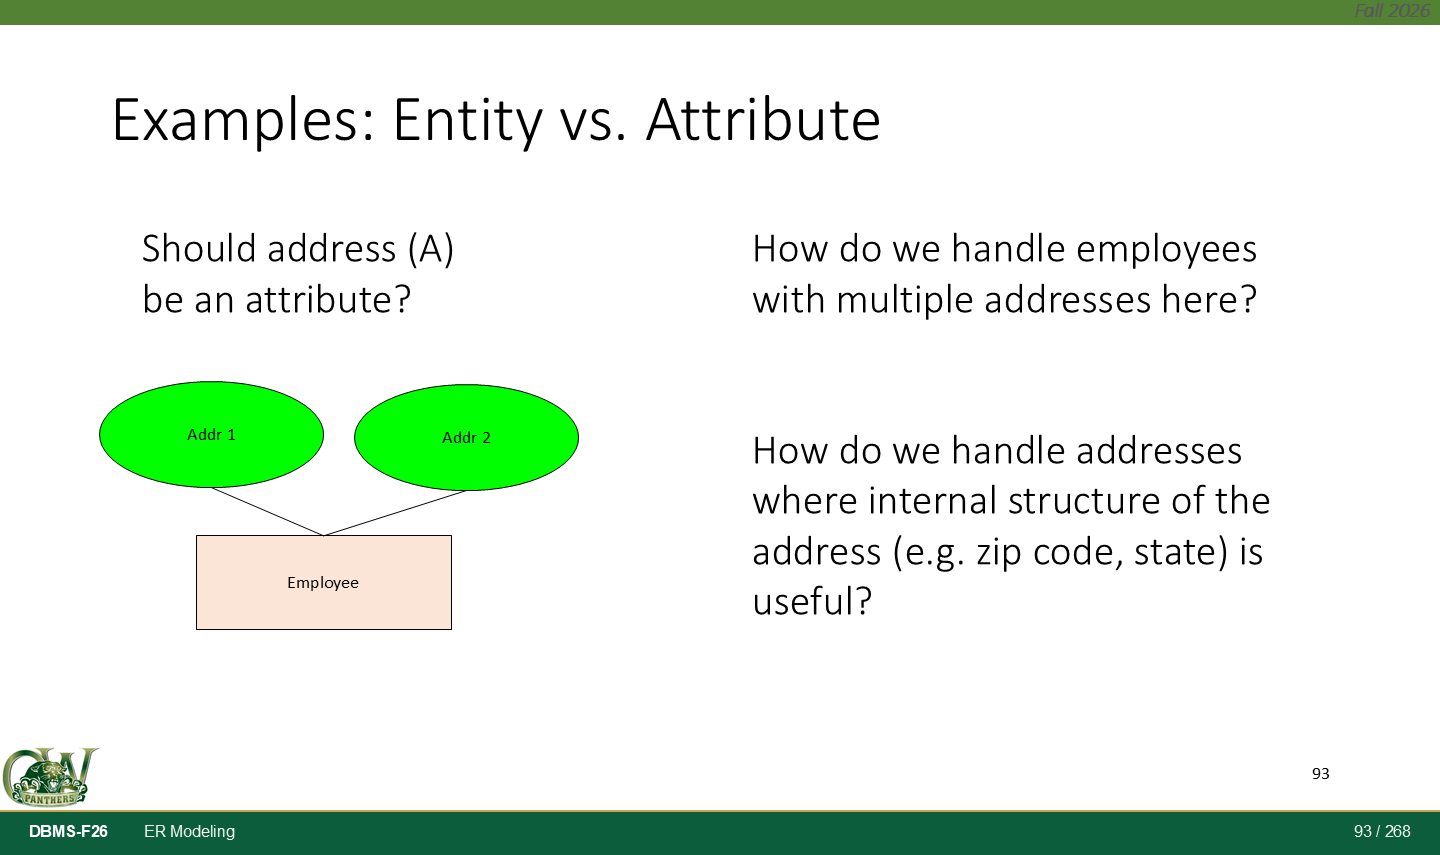 Fall 2026
Examples: Entity vs. Attribute
Should address (A)
be an attribute?
How do we handle employees
with multiple addresses here?
Addr 1
Addr 2
Employee
How do we handle addresses
where internal structure of the
address (e.g. zip code, state) is
useful?
OW
PANTHERS
93
DBMS-F26
ER Modeling
93 / 268